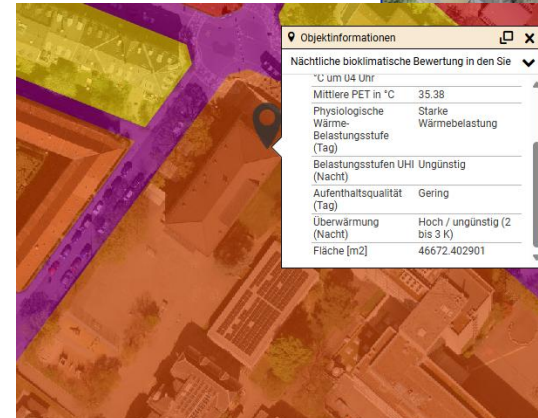 Objektinformationen
Nächtliche bioklimatische Bewertung in den Sie
°C um 04 Uhr
Mittlere PET in °C 35.38
Physiologische Starke
Wärme- Wärmebelastung
Belastungsstufe
(Tag)
Belastungsstufen UHI Ungünstig
(Nacht)
Aufenthaltsqualität Gering
(Tag)
Überwärmung Hoch / ungünstig (2
(Nacht) bis 3 K)
Fläche [m2] 46672.402901